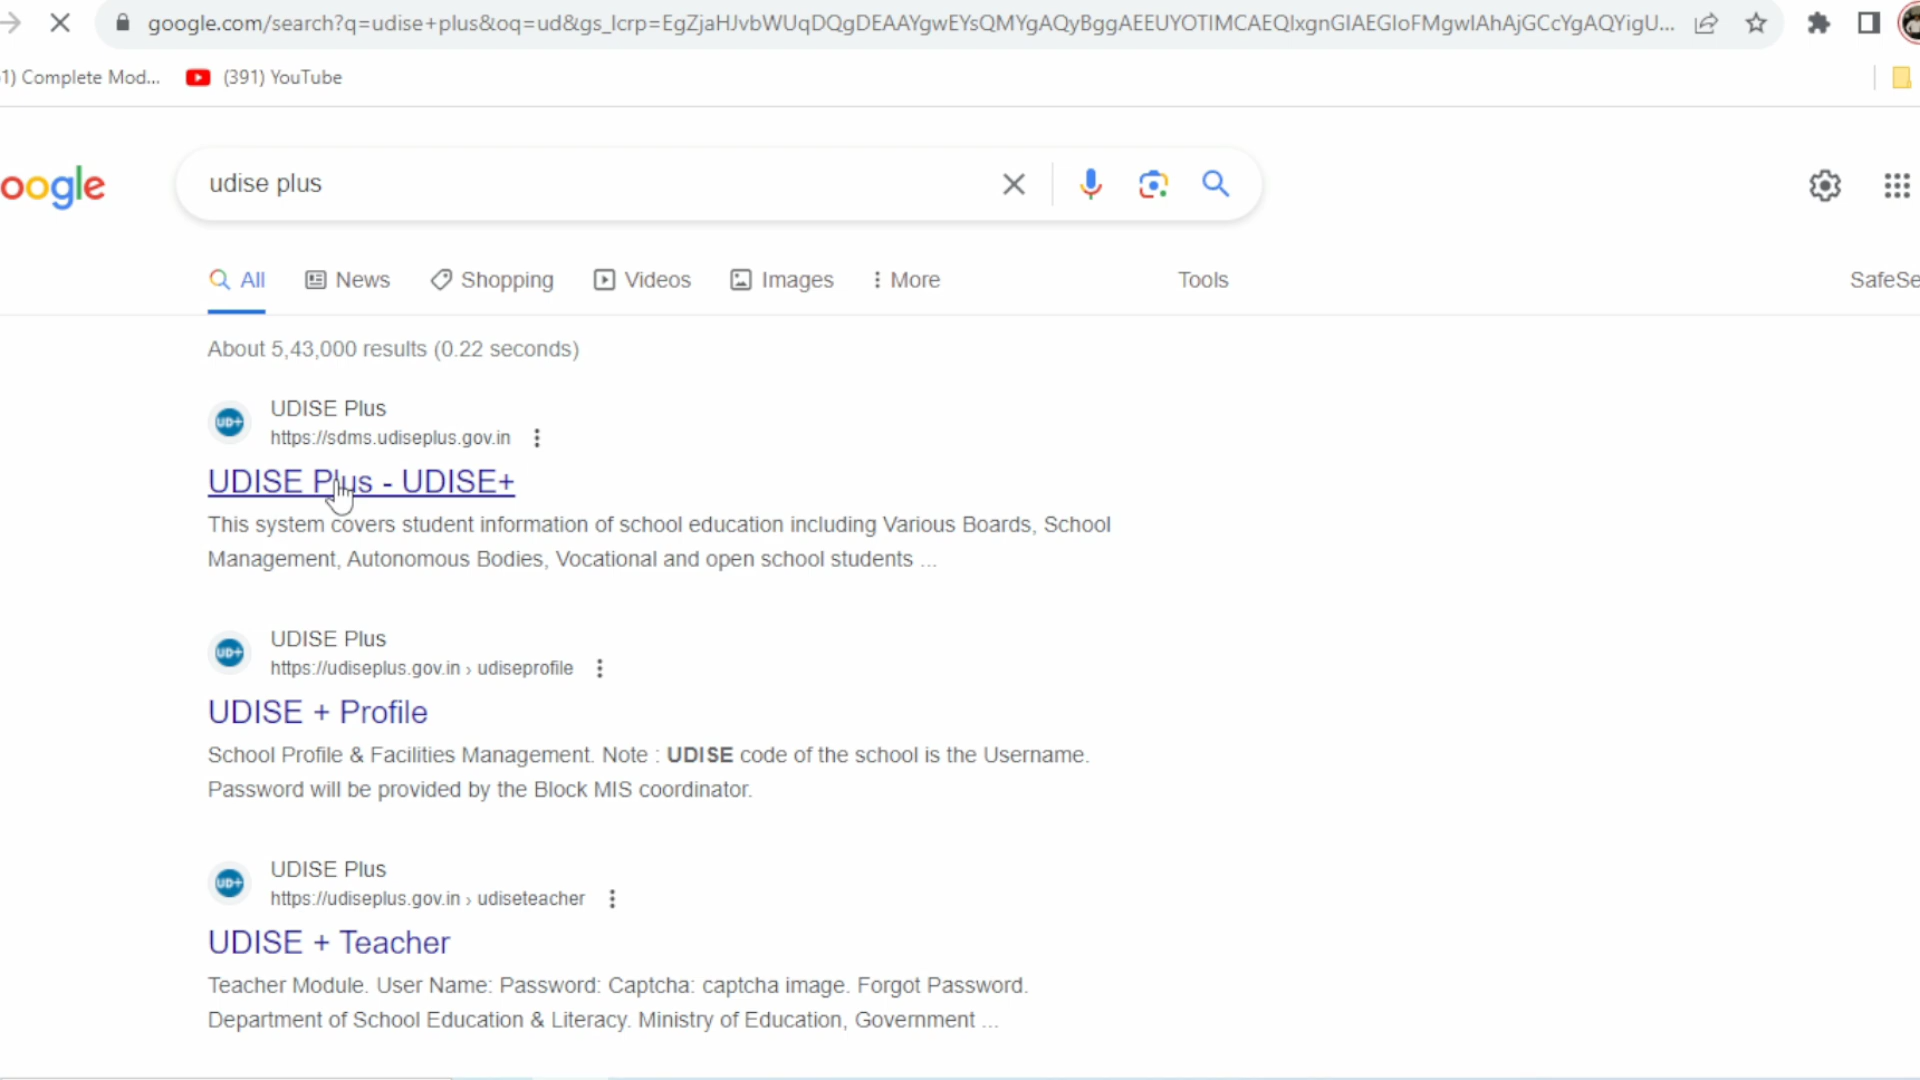 google.com/search?q=udise+plus&oq=ud&gs_lcrp=EgZjaHJvbWUqDQgDEAAYgwEYsQMYgAQyBggAEEUYOTIMCAEQIxgnGIAEGIoFMgwIAhAjGCcYgAQYigU...
1) Complete Mod...
(391) YouTube
oogle
udise plus
All
News
Shopping
Videos
Images
More
Tools
SafeSe
About 5,43,000 results (0.22 seconds)
UD+
UDISE Plus
https://sdms.udiseplus.gov.in
UDISE Plus - UDISE+
This system covers student information of school education including Various Boards, School
Management, Autonomous Bodies, Vocational and open school students ...
UD+
UDISE Plus
https://udiseplus.gov.in › udiseprofile
UDISE + Profile
School Profile & Facilities Management. Note : UDISE code of the school is the Username.
Password will be provided by the Block MIS coordinator.
UD+
UDISE Plus
https://udiseplus.gov.in › udiseteacher
UDISE + Teacher
Teacher Module. User Name: Password: Captcha: captcha image. Forgot Password.
Department of School Education & Literacy. Ministry of Education, Government ...